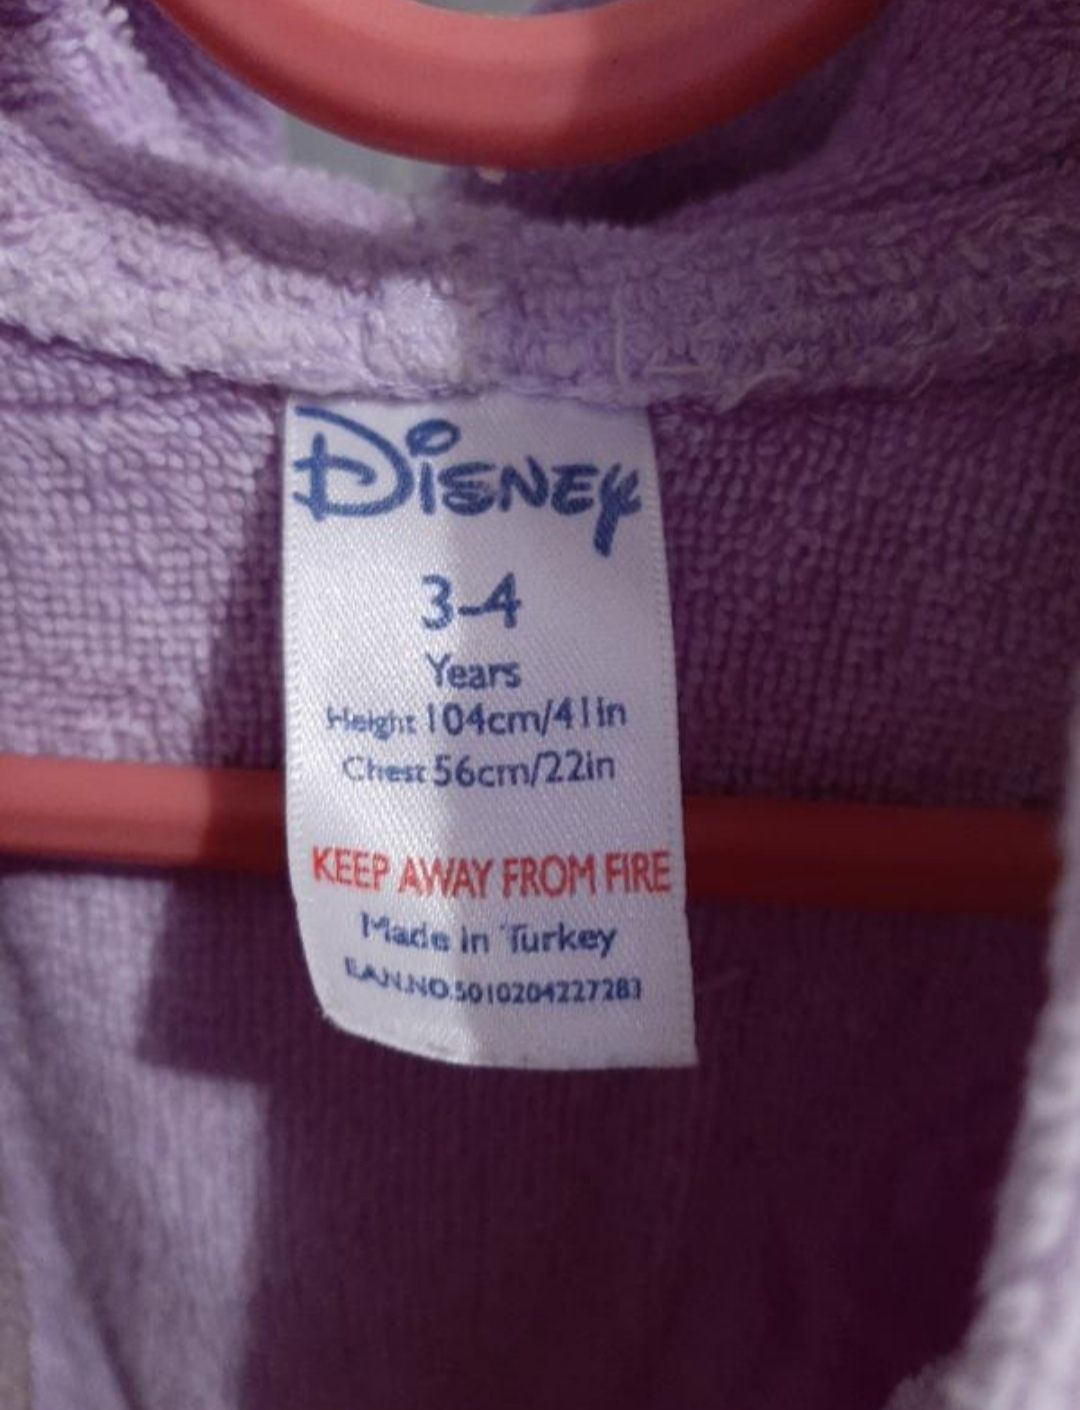 Disney
3-4
Years
Height 104cm/41in
Chest 56cm/22in
KEEP AWAY FROM FIRE
Made in Turkey
EAN.NO.5010204227283